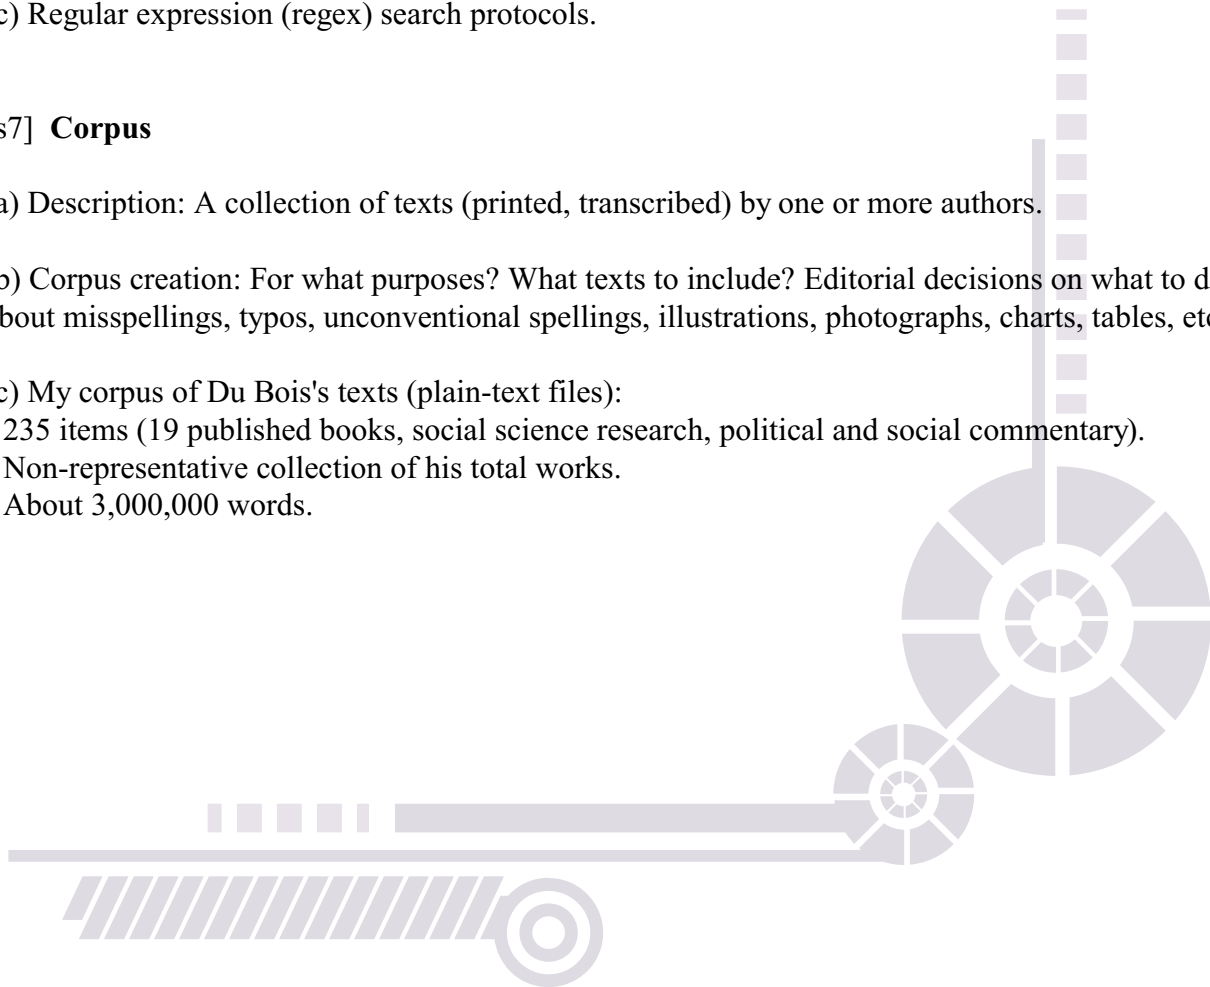 c) Regular expression (regex) search protocols.
s7] Corpus
a) Description: A collection of texts (printed, transcribed) by one or more authors.
b) Corpus creation: For what purposes? What texts to include? Editorial decisions on what to d
bout misspellings, typos, unconventional spellings, illustrations, photographs, charts, tables, etc
c) My corpus of Du Bois's texts (plain-text files):
235 items (19 published books, social science research, political and social commentary).
Non-representative collection of his total works.
About 3,000,000 words.